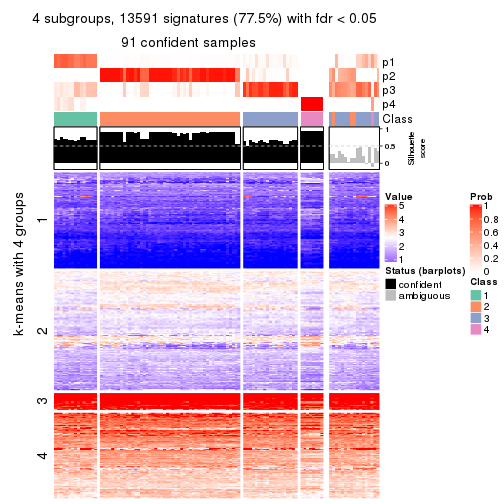 4 subgroups, 13591 signatures (77.5%) with fdr < 0.05
91 confident samples
p1
p2
p3
p4
Class
1
0.5
0
Silhouette
score
k-means with 4 groups
1
2
3
4
Value
5
4
3
2
1
Status (barplots)
confident
ambiguous
Prob
1
0.8
0.6
0.4
0.2
0
Class
1
2
3
4